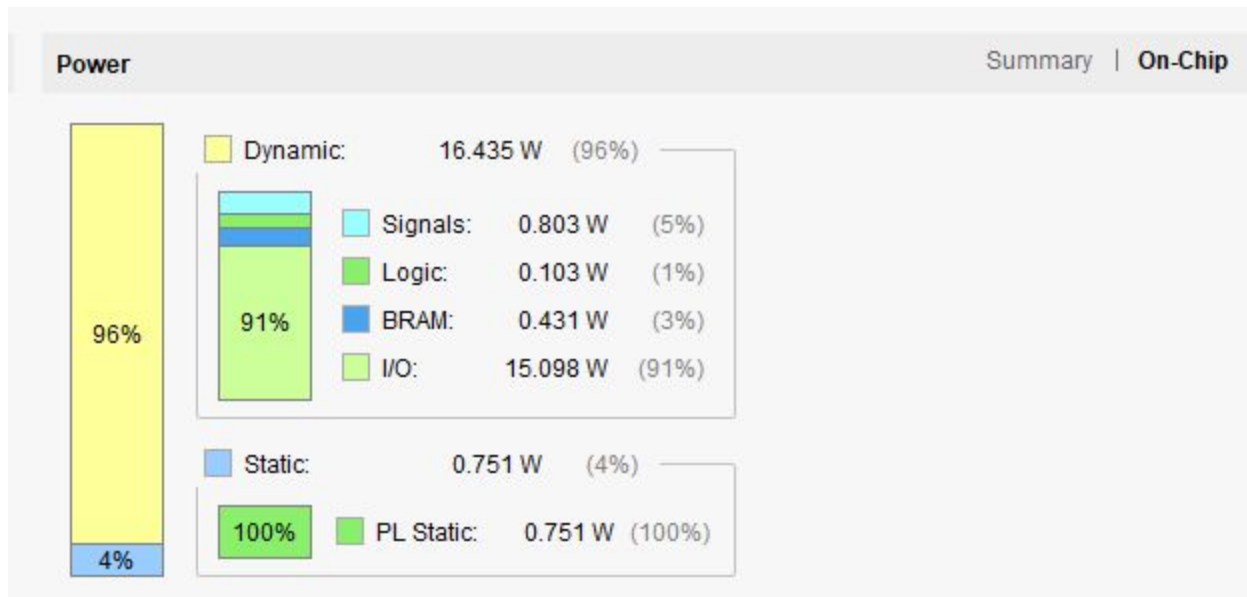 Power Summary | On-Chip
Dynamic: 16.435 W (96%)
Signals: 0.803 W (5%)
Logic: 0.103 W (1%)
96% 91% BRAM: 0.431 W (3%)
I/O: 15.098 W (91%)
Static: 0.751 W (4%)
100% PL Static: 0.751 W (100%)
4%